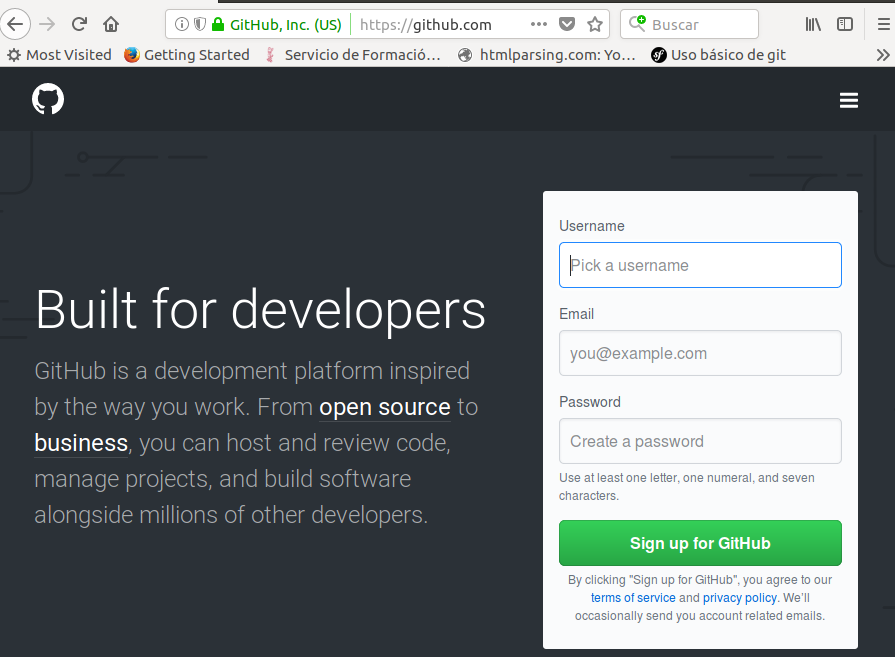 GitHub, Inc. (US) https://github.com ••• Buscar
Most Visited Getting Started Servicio de Formació… htmlparsing.com: Yo… sf Uso básico de git
Built for developers
GitHub is a development platform inspired
by the way you work. From open source to
business, you can host and review code,
manage projects, and build software
alongside millions of other developers.
Username
Pick a username
Email
you@example.com
Password
Create a password
Use at least one letter, one numeral, and seven
characters.
Sign up for GitHub
By clicking "Sign up for GitHub", you agree to our
terms of service and privacy policy. We’ll
occasionally send you account related emails.